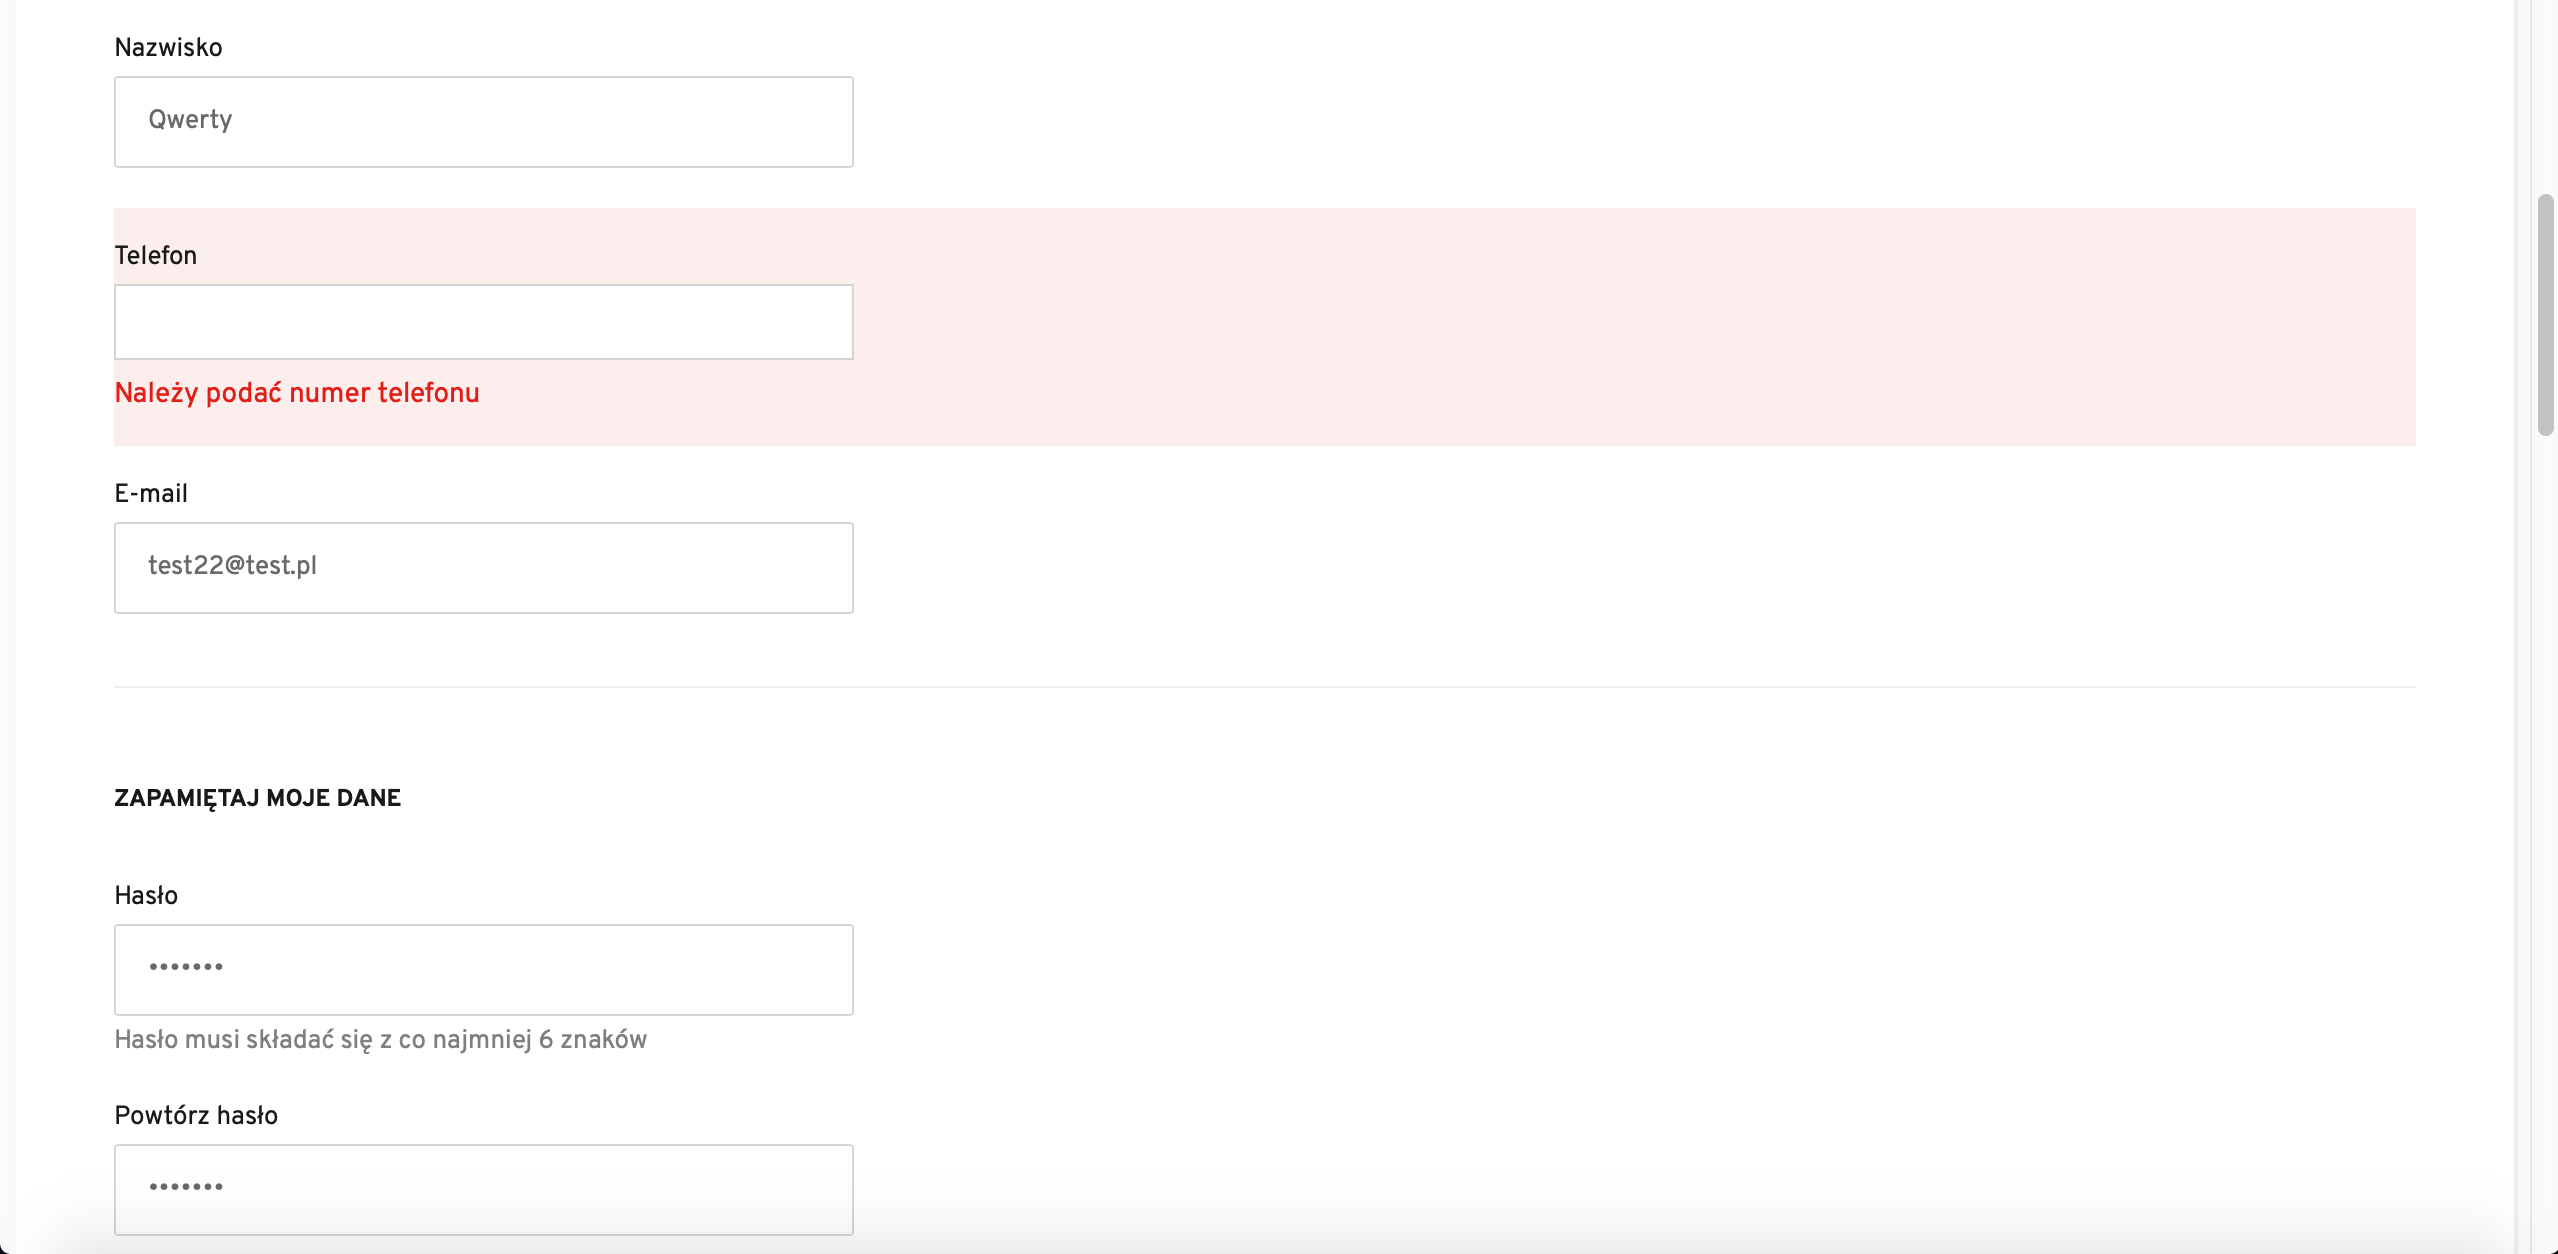 Nazwisko
Qwerty
Telefon
Należy podać numer telefonu
E-mail
test22@test.pl
ZAPAMIĘTAJ MOJE DANE
Hasło
•••••••
Hasło musi składać się z co najmniej 6 znaków
Powtórz hasło
•••••••